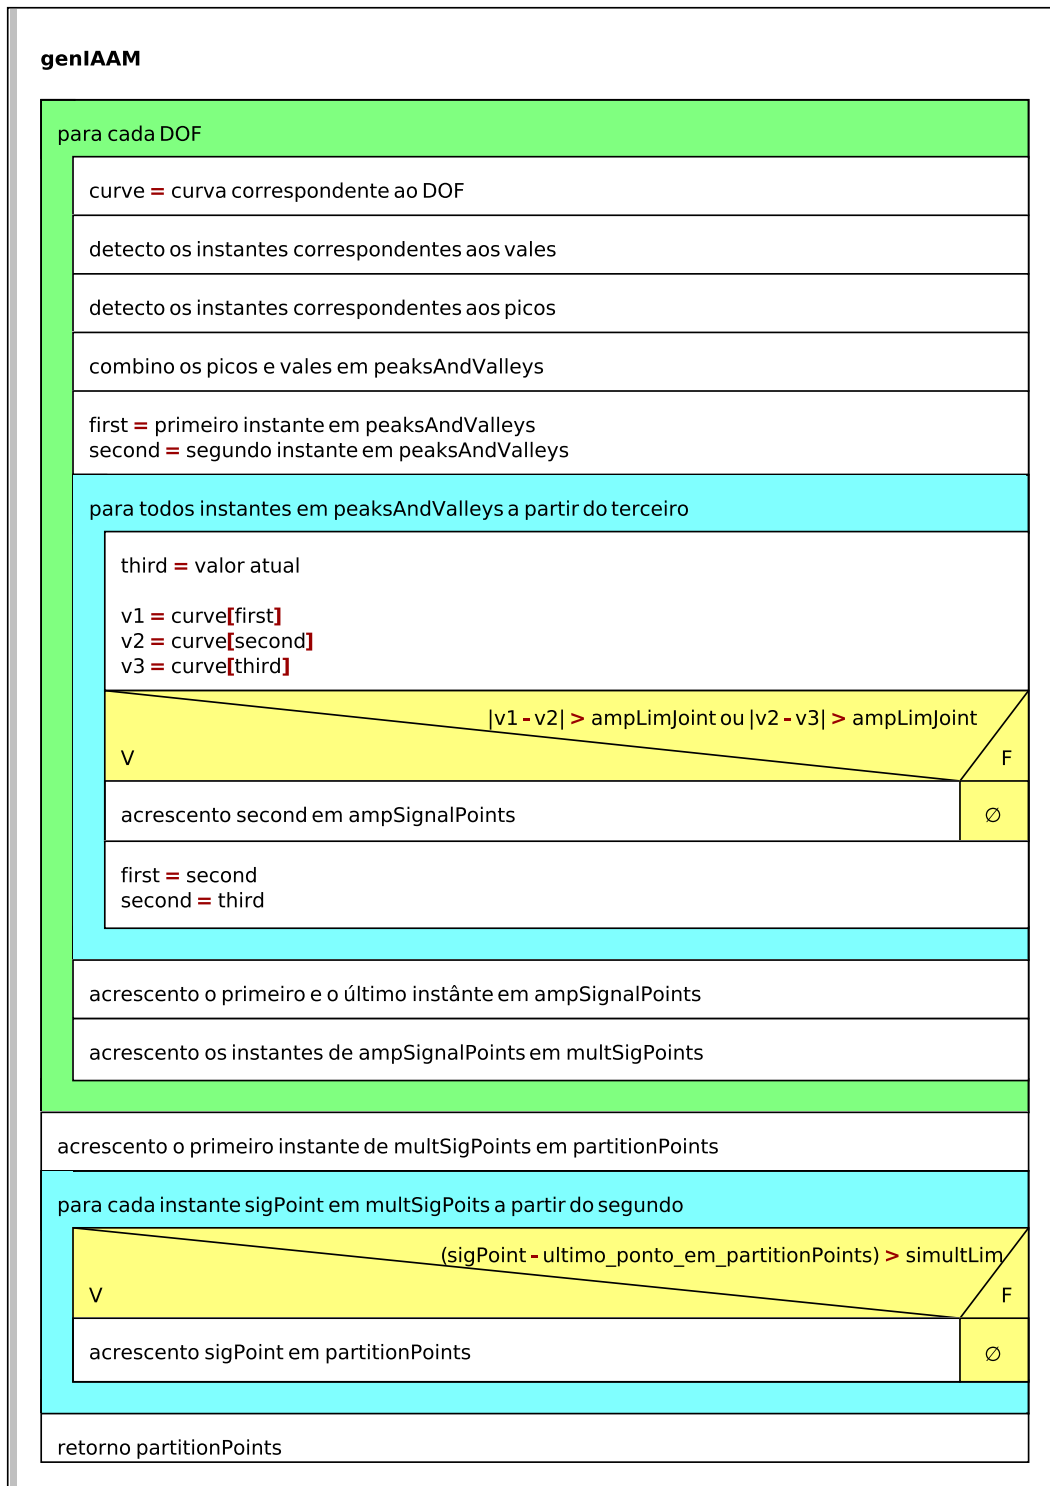 genIAAM
para cada DOF
curve = curva correspondente ao DOF
detecto os instantes correspondentes aos vales
detecto os instantes correspondentes aos picos
combino os picos e vales em peaksAndValleys
first = primeiro instante em peaksAndValleys
second = segundo instante em peaksAndValleys
para todos instantes em peaksAndValleys a partir do terceiro
third = valor atual
v1 = curve[first]
v2 = curve[second]
v3 = curve[third]
|v1 - v2| > ampLimJoint ou |v2 - v3| > ampLimJoint
V F
acrescento second em ampSignalPoints ∅
first = second
second = third
acrescento o primeiro e o último instânte em ampSignalPoints
acrescento os instantes de ampSignalPoints em multSigPoints
acrescento o primeiro instante de multSigPoints em partitionPoints
para cada instante sigPoint em multSigPoits a partir do segundo
(sigPoint - ultimo_ponto_em_partitionPoints) > simultLim
V F
acrescento sigPoint em partitionPoints ∅
retorno partitionPoints